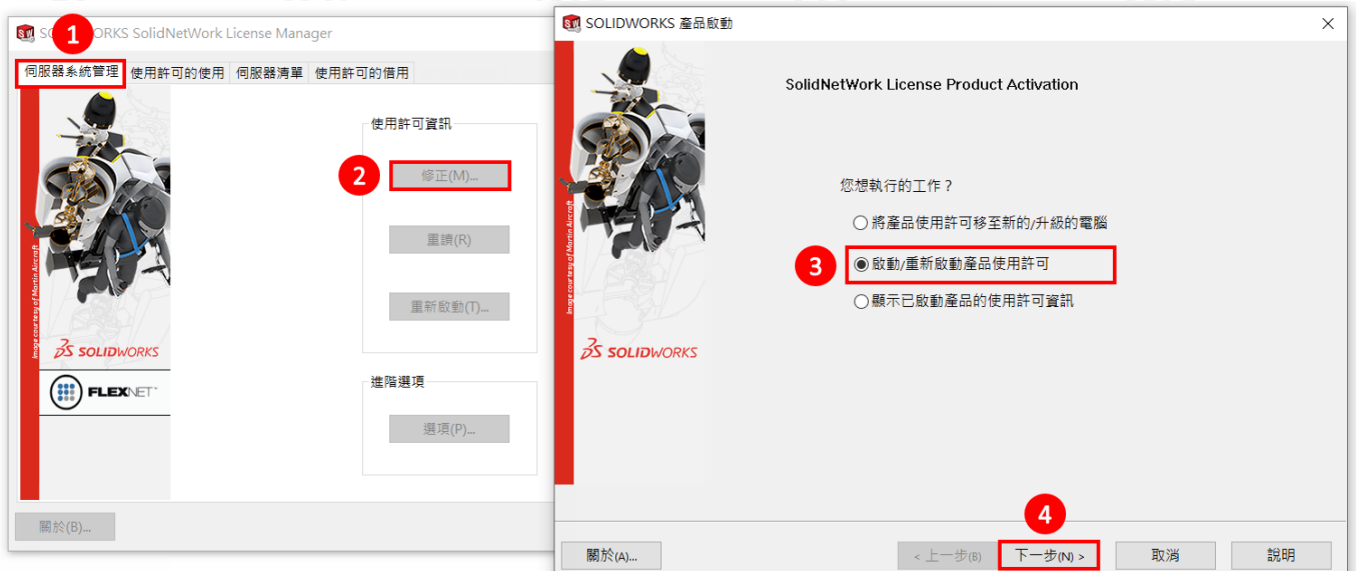 1
SOLIDWORKS SolidNetWork License Manager
伺服器系統管理 使用許可的使用 伺服器清單 使用許可的借用
Image courtesy of Martin Aircraft
使用許可資訊
2
修正(M)...
重讀(R)
重新啟動(T)...
進階選項
選項(P)...
SOLIDWORKS
FLEXNET
關於(B)...
SOLIDWORKS 產品啟動
SolidNetWork License Product Activation
您想執行的工作？
將產品使用許可移至新的/升級的電腦
3
啟動/重新啟動產品使用許可
顯示已啟動產品的使用許可資訊
Image courtesy of Martin Aircraft
SOLIDWORKS
4
關於(A)...
< 上一步(B) 下一步(N) > 取消 說明